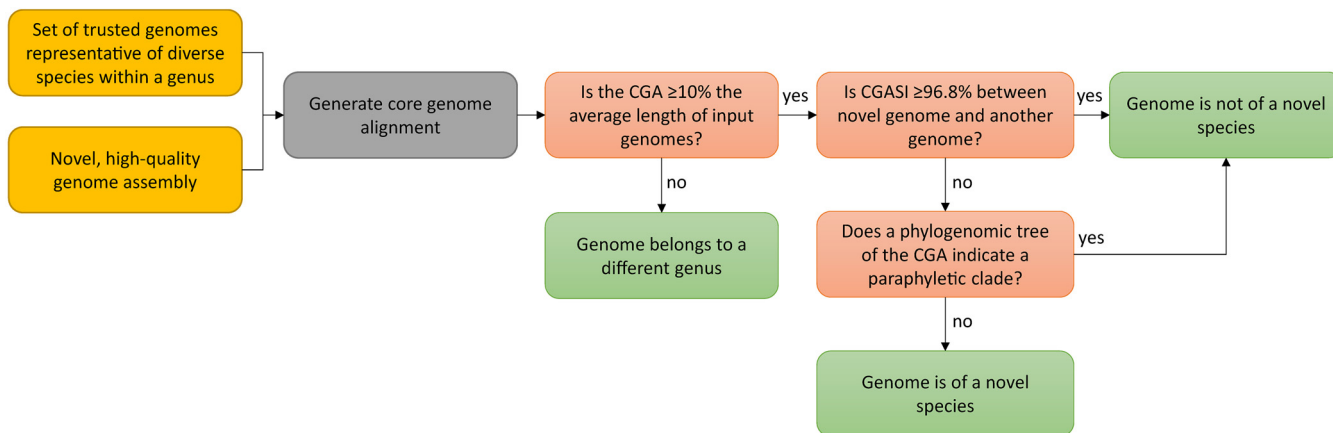 Set of trusted genomes
representative of diverse
species within a genus
Novel, high-quality
genome assembly
Generate core genome
alignment
Is the CGA ≥10% the
average length of input
genomes?
yes
no
Genome belongs to a
different genus
Is CGASI ≥96.8% between
novel genome and another
genome?
yes
no
Genome is not of a novel
species
Does a phylogenomic tree
of the CGA indicate a
paraphyletic clade?
yes
no
Genome is of a novel
species